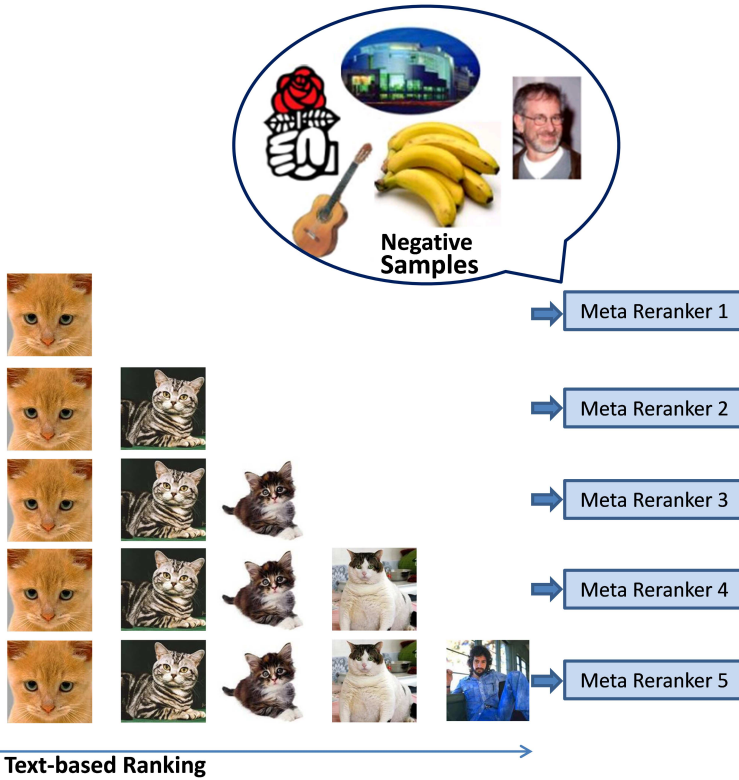 Negative
Samples
Meta Reranker 1
Meta Reranker 2
Meta Reranker 3
Meta Reranker 4
Meta Reranker 5
Text-based Ranking